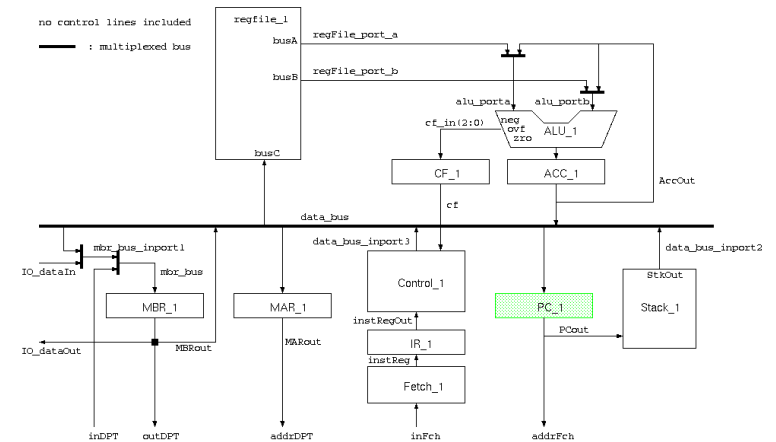 no control lines included
: multiplexed bus
regfile_1
busA
regFile_port_a
busB
regFile_port_b
alu_porta
alu_portb
cf_in(2:0)
neg
ovf
zro
ALU_1
busC
CF_1
ACC_1
AccOut
cf
data_bus
mbr_bus_inport1
data_bus_inport3
data_bus_inport2
IO_dataIn
mbr_bus
StkOut
Control_1
MBR_1
MAR_1
PC_1
Stack_1
instRegOut
PCout
IO_dataOut
MBRout
MARout
IR_1
instReg
Fetch_1
inDPT
outDPT
addrDPT
inFch
addrFch